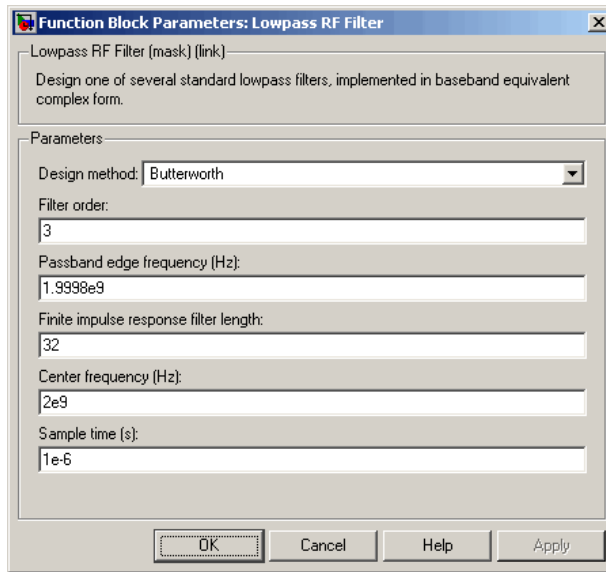 Function Block Parameters: Lowpass RF Filter
Lowpass RF Filter (mask) (link)
Design one of several standard lowpass filters, implemented in baseband equivalent
complex form.
Parameters
Design method: Butterworth
Filter order:
3
Passband edge frequency (Hz):
1.9998e9
Finite impulse response filter length:
32
Center frequency (Hz):
2e9
Sample time (s):
1e-6
OK Cancel Help Apply